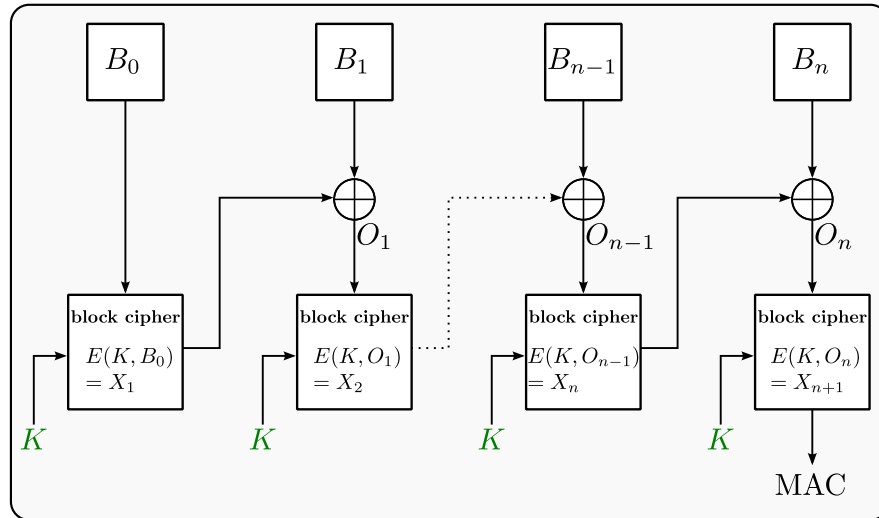 B₀
B₁
Bₙ₋₁
Bₙ
O₁
Oₙ₋₁
Oₙ
block cipher
E(K, B₀)
= X₁
block cipher
E(K, O₁)
= X₂
block cipher
E(K, Oₙ₋₁)
= Xₙ
block cipher
E(K, Oₙ)
= Xₙ₊₁
K
K
K
K
MAC